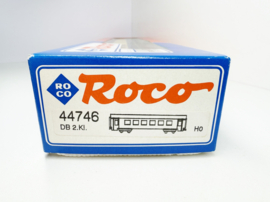 RO
CO
Roco
44746
DB 2.Kl.
H0